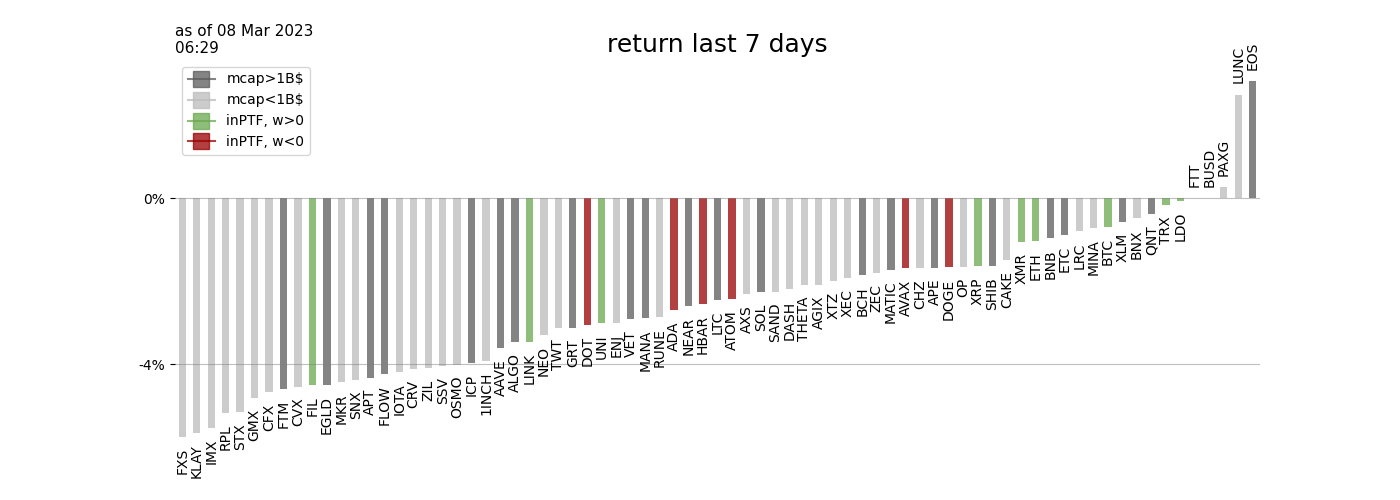 as of 08 Mar 2023
06:29
return last 7 days
mcap>1B$
mcap<1B$
inPTF, w>0
inPTF, w<0
0%
-4%
FXS
KLAY
IMX
RPL
STX
GMX
CFX
FTM
CVX
FIL
EGLD
MKR
SNX
APT
FLOW
IOTA
CRV
ZIL
SSV
OSMO
ICP
1INCH
AAVE
ALGO
LINK
NEO
TWT
GRT
DOT
UNI
ENJ
VET
MANA
RUNE
ADA
NEAR
HBAR
LTC
ATOM
AXS
SOL
SAND
DASH
THETA
AGIX
XTZ
XEC
BCH
ZEC
MATIC
AVAX
CHZ
APE
DOGE
OP
XRP
SHIB
CAKE
XMR
ETH
BNB
ETC
LRC
MINA
BTC
XLM
BNX
QNT
TRX
LDO
FTT
BUSD
PAXG
LUNC
EOS